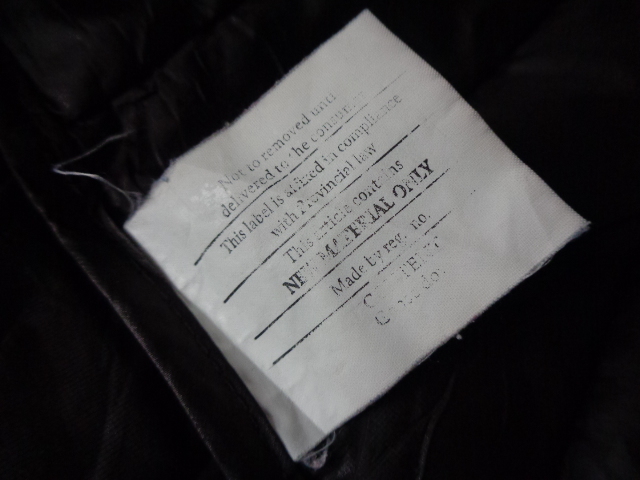 Not to removed until
delivered to the consumer
This label is affixed in compliance
with Provincial law
This article contains
NEW MATERIAL ONLY
Made by reg. no.